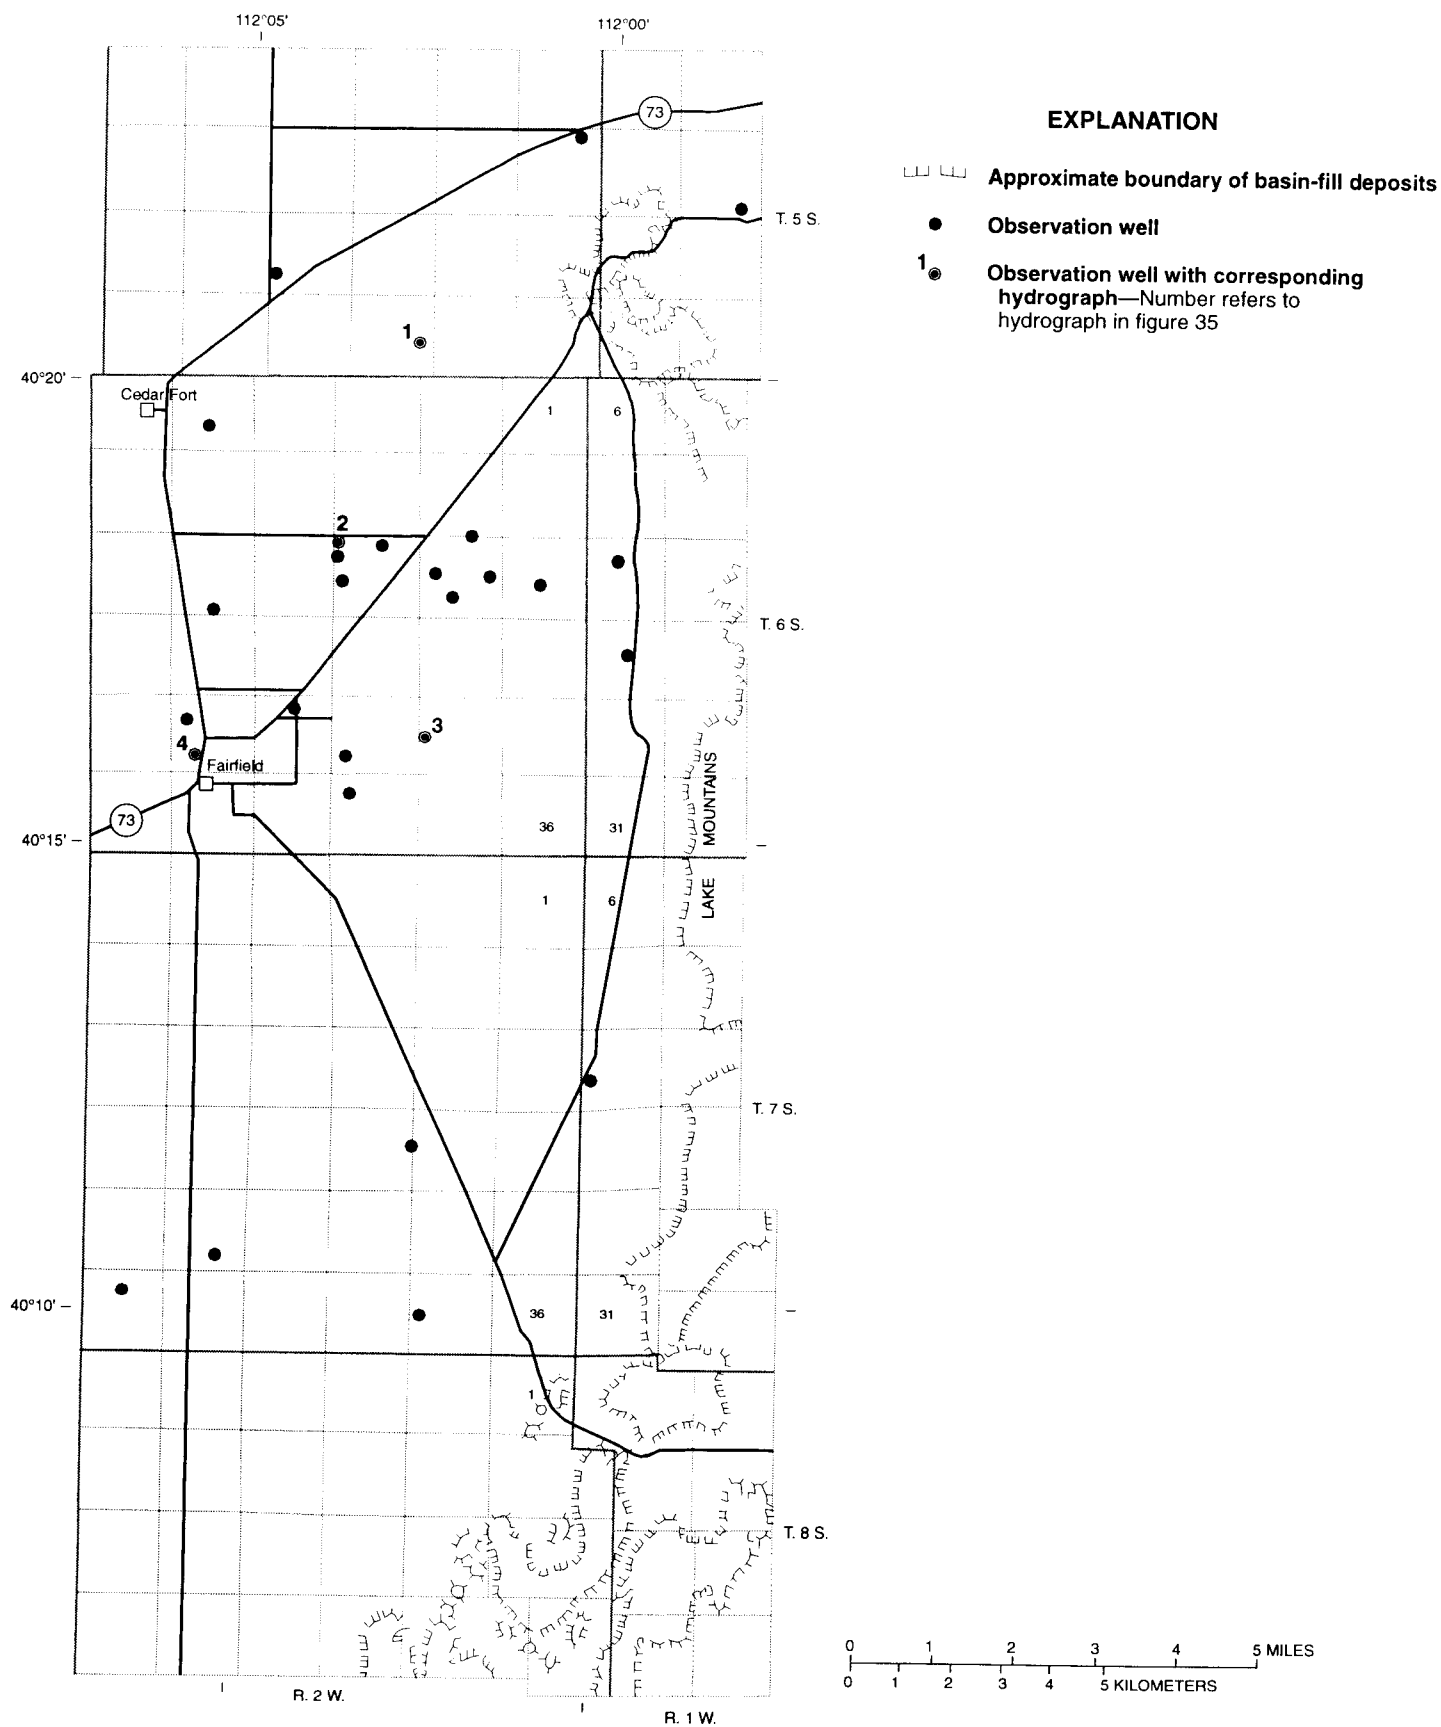 112°05'
112°00'
73
EXPLANATION
Approximate boundary of basin-fill deposits
T. 5 S.
Observation well
1
Observation well with corresponding
hydrograph—Number refers to
hydrograph in figure 35
1
40°20'
Cedar Fort
1
6
2
T. 6 S.
3
4
Fairfield
LAKE MOUNTAINS
73
36
31
40°15'
1
6
T. 7 S.
40°10'
36
31
1
T. 8 S.
0 1 2 3 4 5 MILES
0 1 2 3 4 5 KILOMETERS
R. 2 W.
R. 1 W.